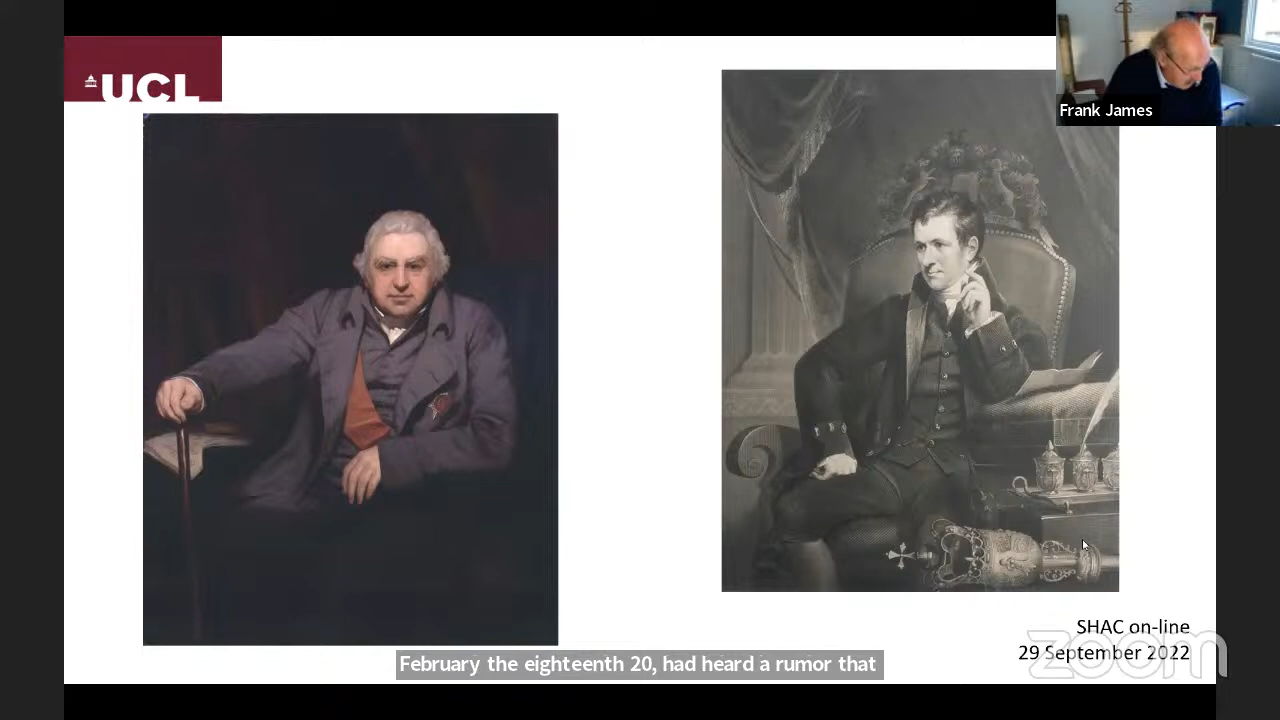 UCL
Frank James
SHAC on-line
29 September 2022
zoom
February the eighteenth 20, had heard a rumor that